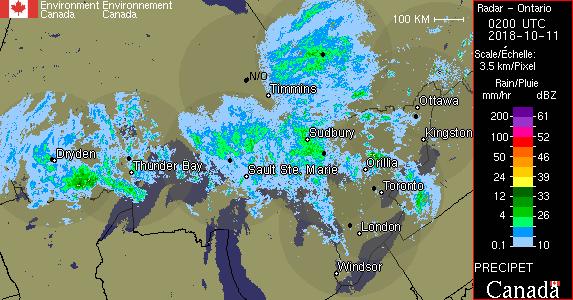 Environment Environnement
Canada Canada
100 KM
N/O
Timmins
Ottawa
Sudbury
Kingston
Dryden
Thunder Bay
Sault Ste. Marie
Orillia
Toronto
London
Windsor
Radar - Ontario
0200 UTC
2018-10-11
Scale/Échelle:
3.5 km/Pixel
Rain/Pluie
mm/hr dBZ
200 61
100 52
50 46
24 39
12 33
4 26
2 20
0.1 10
PRECIPET
Canada